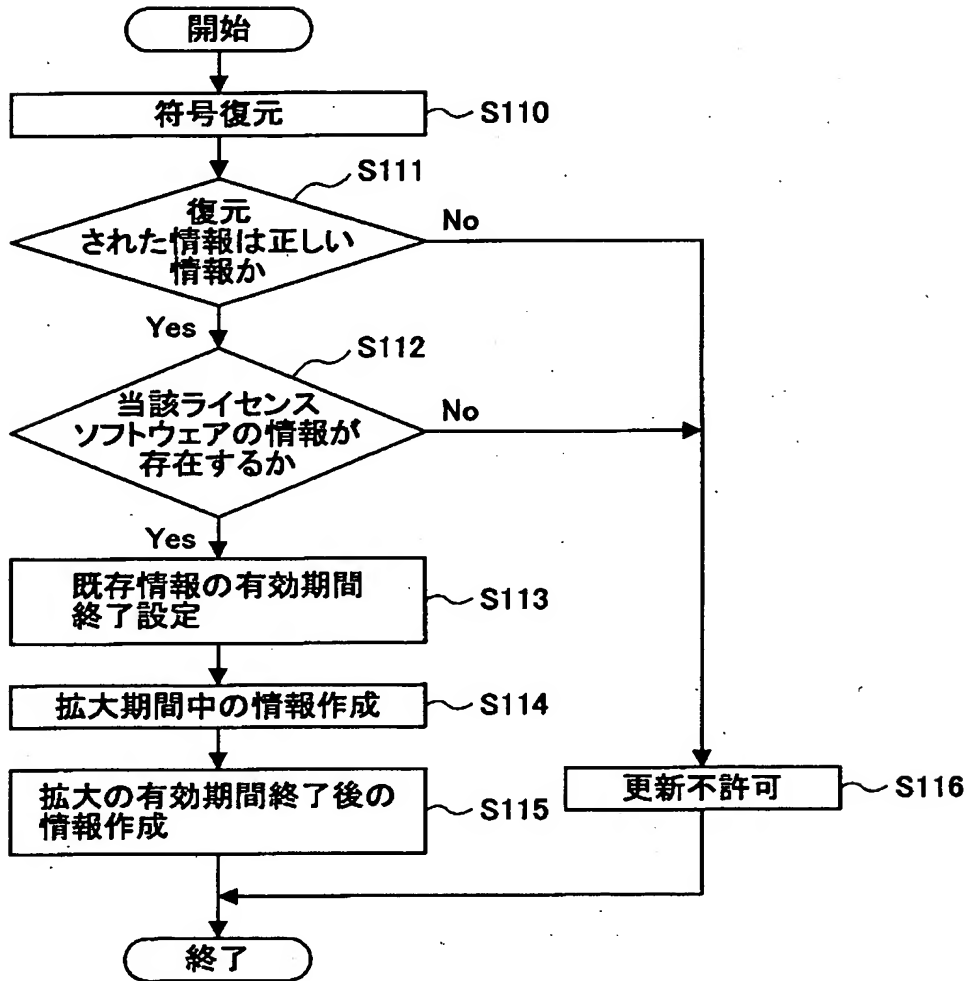 開始
符号復元
S110
S111
復元
された情報は正しい
情報か
No
Yes
S112
当該ライセンス
ソフトウェアの情報が
存在するか
No
Yes
既存情報の有効期間
終了設定
S113
拡大期間中の情報作成
S114
拡大の有効期間終了後の
情報作成
S115
更新不許可
S116
終了